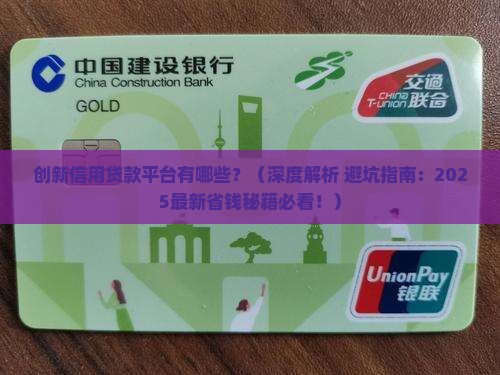 中国建设银行
China Construction Bank
GOLD
交通
联合
CHINA
T-UNION
创新信用贷款平台有哪些？（深度解析 避坑指南：202
5最新省钱秘籍必看！）
UnionPay
银联